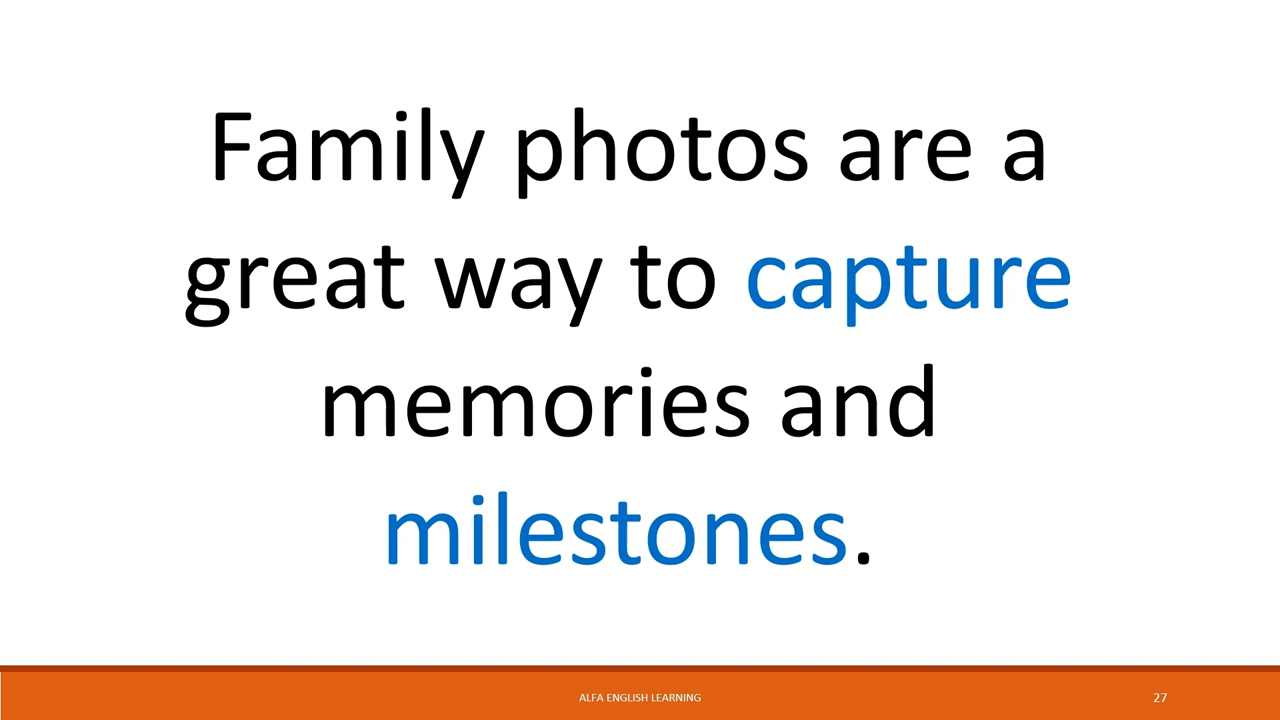 Family photos are a
great way to capture
memories and
milestones.
ALFA ENGLISH LEARNING
27